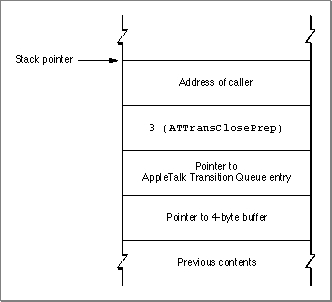 Stack pointer
Address of caller
3 (ATTransClosePrep)
Pointer to
AppleTalk Transition Queue entry
Pointer to 4-byte buffer
Previous contents